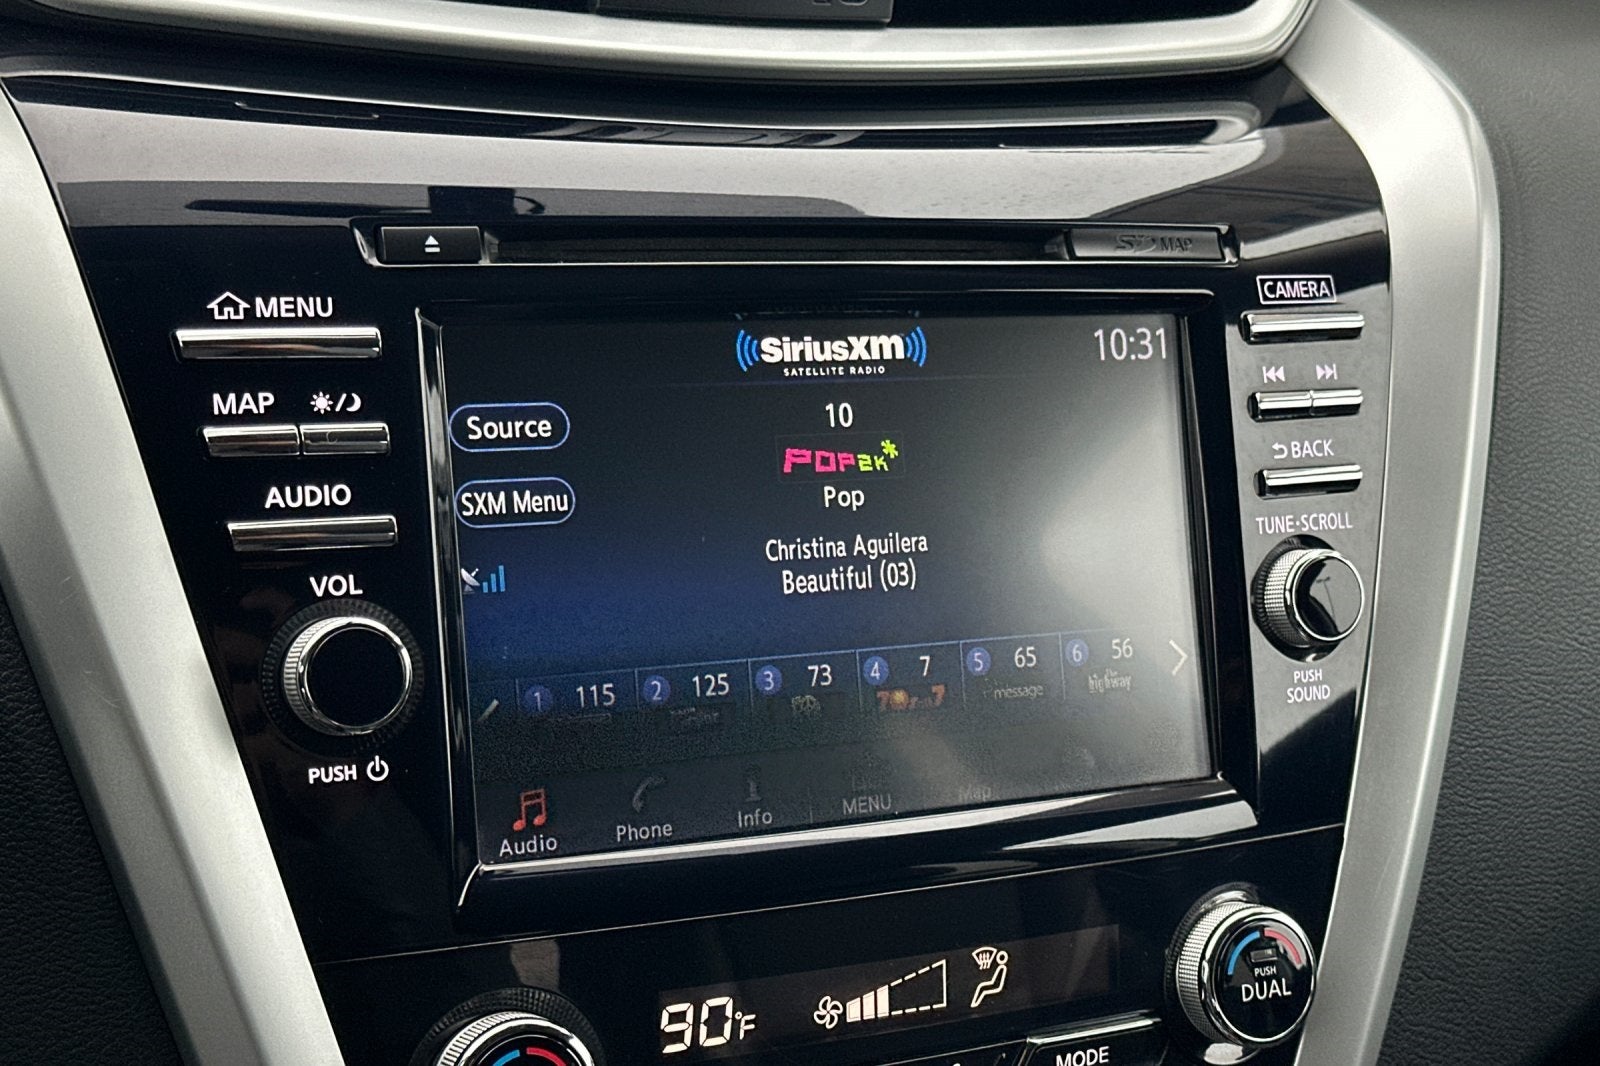 SD MAP
MENU
CAMERA
SiriusXM
SATELLITE RADIO
10:31
MAP
Source
10
POP2K*
BACK
AUDIO
SXM Menu
Pop
TUNE·SCROLL
Christina Aguilera
Beautiful (03)
VOL
1 115
2 125
3 73
4 7
5 65
6 56
message
highway
PUSH
SOUND
PUSH
Audio
Phone
Info
MENU
Map
90°F
PUSH
DUAL
MODE